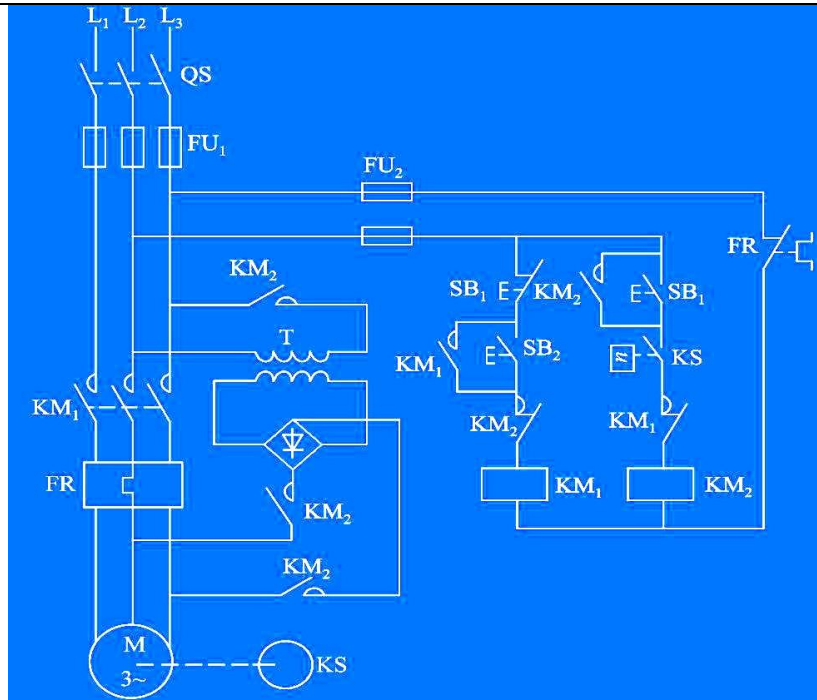 L₁ L₂ L₃
QS
FU₁
FU₂
FR
KM₂
SB₁
KM₂
SB₁
T
SB₂
KM₁
KS
n
KM₁
KM₂
KM₁
FR
KM₂
KM₁
KM₂
KM₂
M
3~
KS